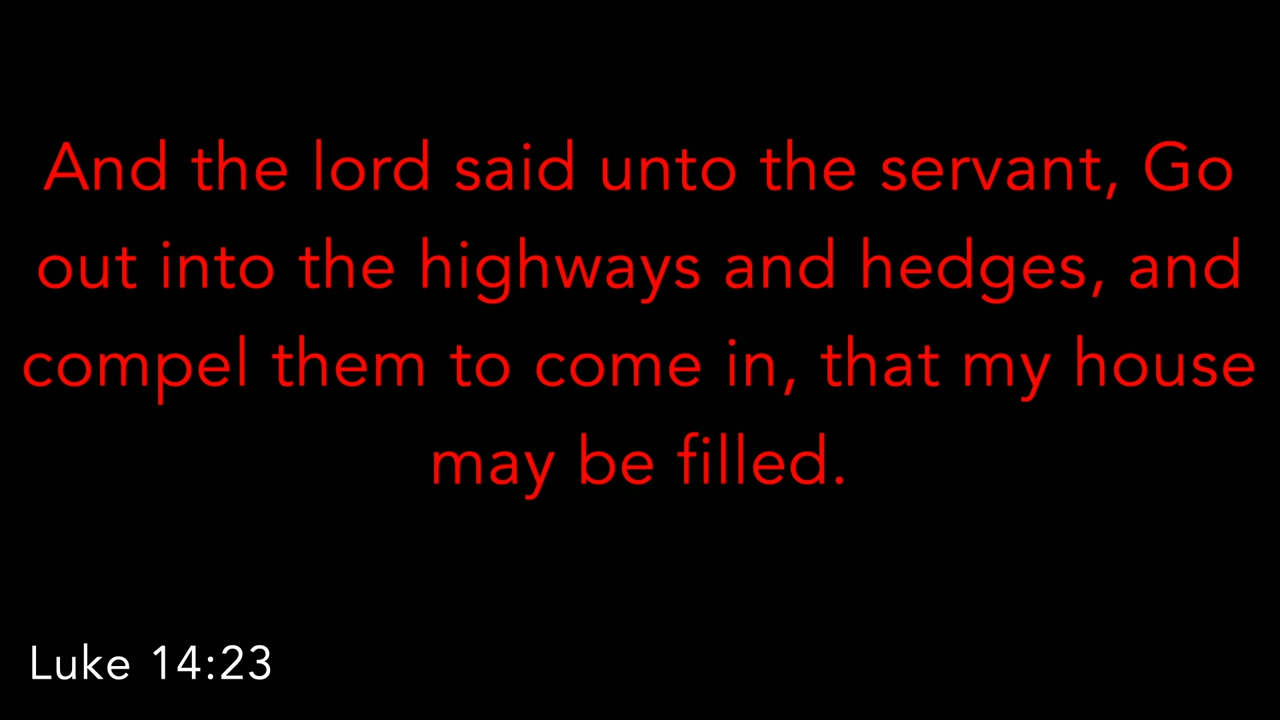 And the lord said unto the servant, Go
out into the highways and hedges, and
compel them to come in, that my house
may be filled.
Luke 14:23